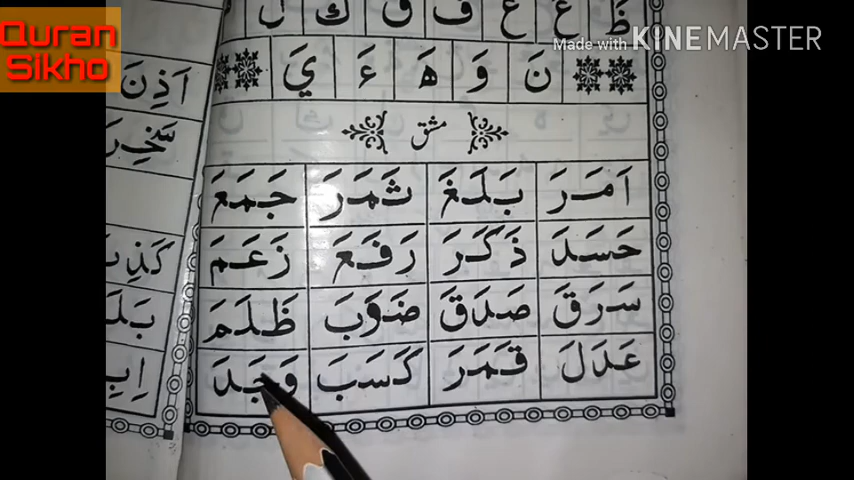 Quran Sikho
Made with KINEMASTER
ظَ عَ غَ فَ قَ كَ لَ
نَ وَ هَ ءَ يَ
مشق
اَمَرَ بَلَغَ ثَمَرَ جَمَعَ
حَسَدَ ذَكَرَ رَفَعَ زَعَمَ
سَرَقَ صَدَقَ ضَرَبَ ظَلَمَ
عَدَلَ قَمَرَ كَسَبَ وَجَدَ
اَذِنَ